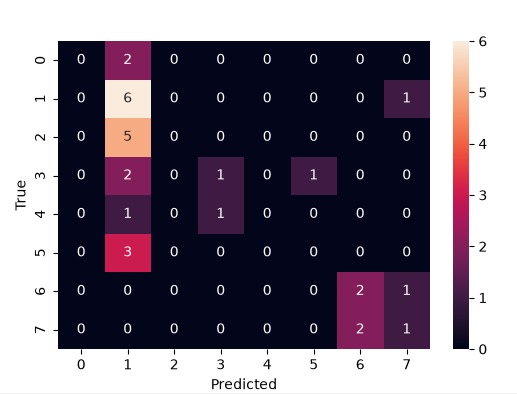 0 0 2 0 0 0 0 0 0
1 0 6 0 0 0 0 0 1
2 0 5 0 0 0 0 0 0
3 0 2 0 1 0 1 0 0
4 0 1 0 1 0 0 0 0
5 0 3 0 0 0 0 0 0
6 0 0 0 0 0 0 2 1
7 0 0 0 0 0 0 2 1
0 1 2 3 4 5 6 7
True
Predicted
6
5
4
3
2
1
0